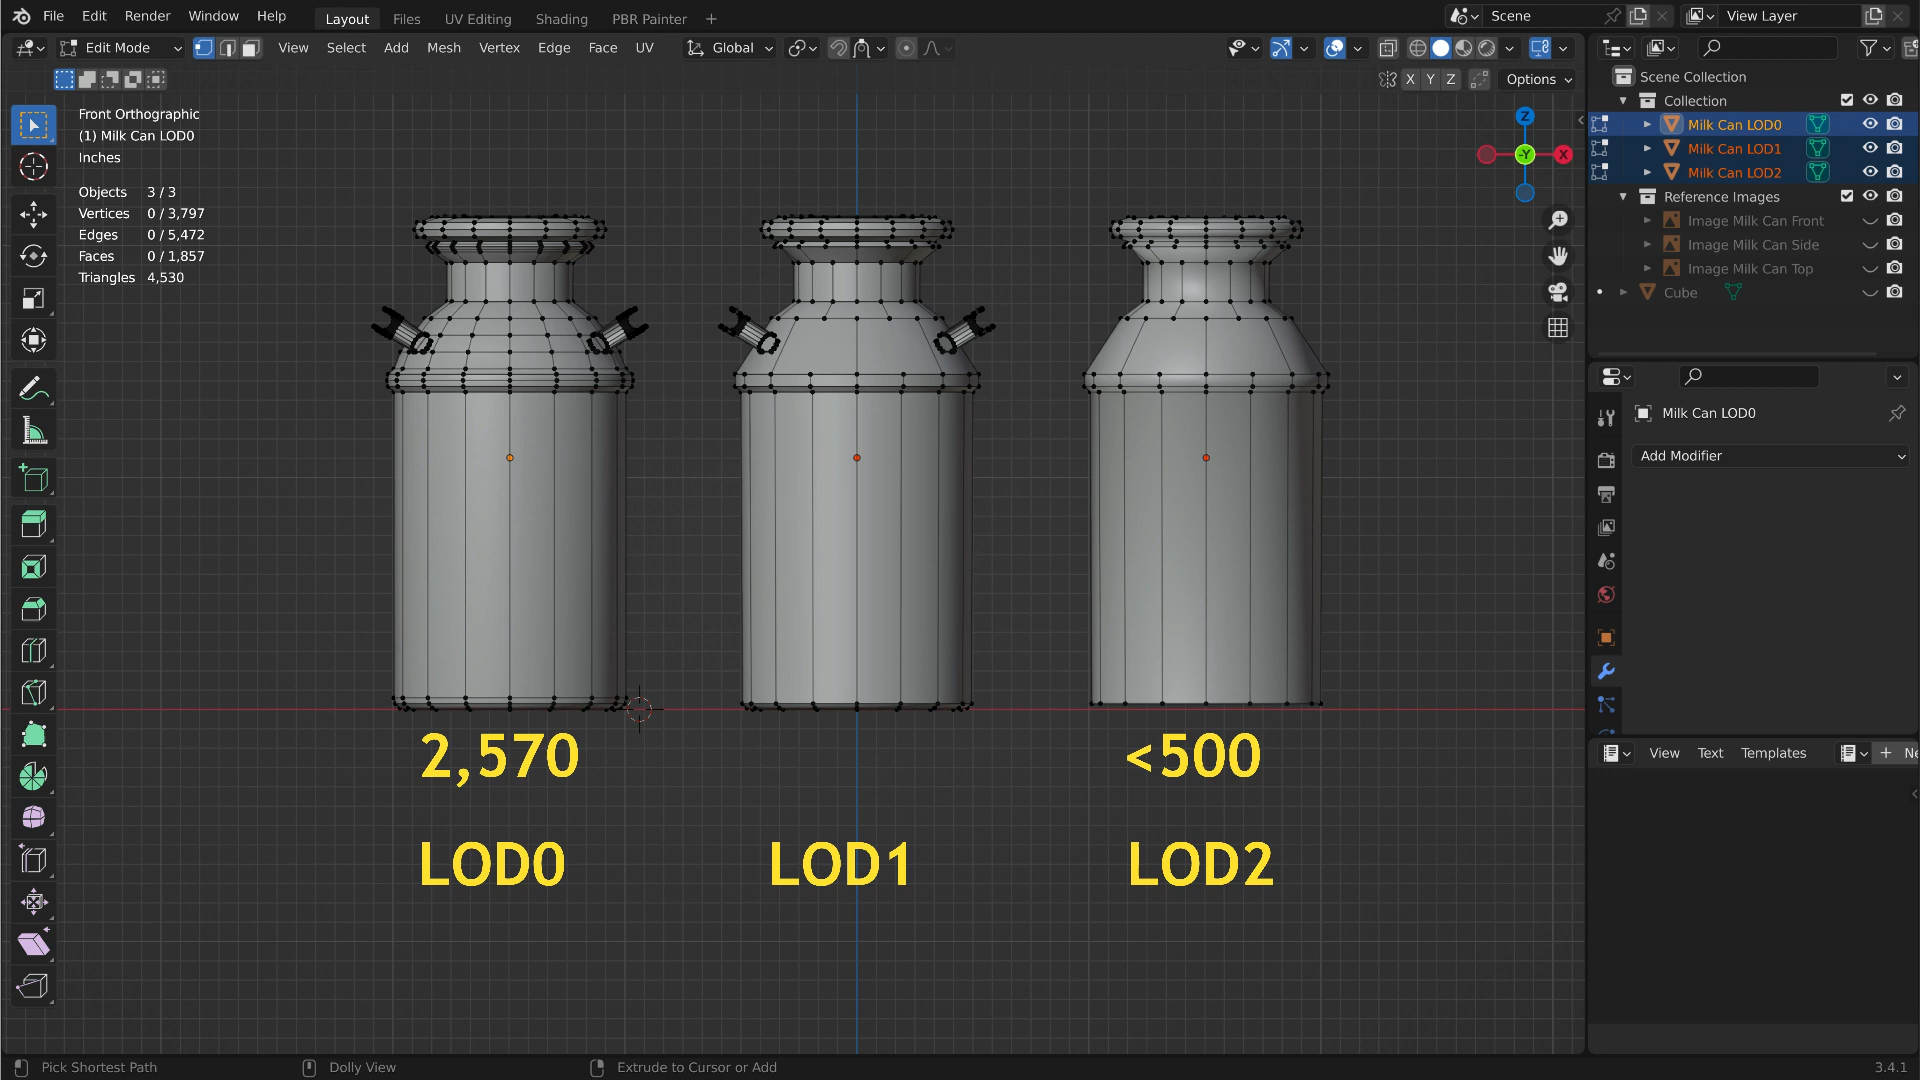 File Edit Render Window Help Layout Files UV Editing Shading PBR Painter + Scene View Layer
Edit Mode View Select Add Mesh Vertex Edge Face UV Global
X Y Z Options
Front Orthographic
(1) Milk Can LOD0
Inches
Objects 3 / 3
Vertices 0 / 3,797
Edges 0 / 5,472
Faces 0 / 1,857
Triangles 4,530
Z
-Y X
Scene Collection
Collection
Milk Can LOD0
Milk Can LOD1
Milk Can LOD2
Reference Images
Image Milk Can Front
Image Milk Can Side
Image Milk Can Top
Cube
Milk Can LOD0
Add Modifier
View Text Templates + Ne
2,570 <500
LOD0 LOD1 LOD2
Pick Shortest Path Dolly View Extrude to Cursor or Add 3.4.1